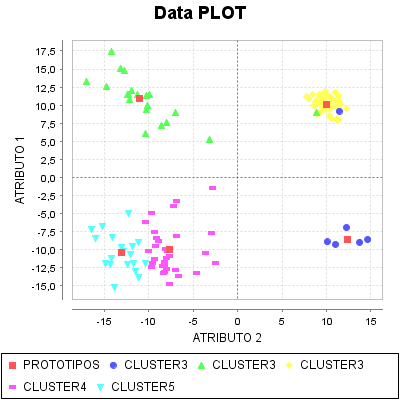 Data PLOT
17,5
15,0
12,5
10,0
7,5
5,0
2,5
0,0
-2,5
-5,0
-7,5
-10,0
-12,5
-15,0
ATRIBUTO 1
-15 -10 -5 0 5 10 15
ATRIBUTO 2
PROTOTIPOS CLUSTER3 CLUSTER3 CLUSTER3
CLUSTER4 CLUSTER5